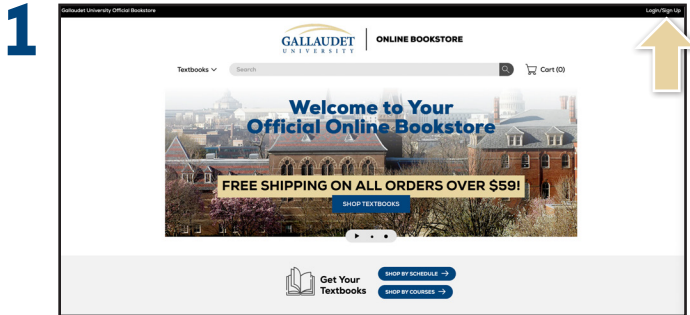 1
Gallaudet University Official Bookstore
Login/Sign Up
GALLAUDET
UNIVERSITY
ONLINE BOOKSTORE
Textbooks
Search
Cart (0)
Welcome to Your
Official Online Bookstore
FREE SHIPPING ON ALL ORDERS OVER $59!
SHOP TEXTBOOKS
Get Your
Textbooks
SHOP BY SCHEDULE →
SHOP BY COURSES →